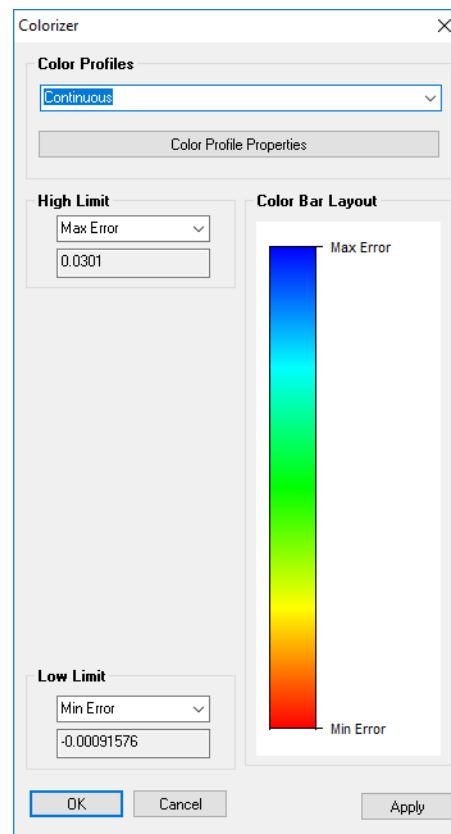 Colorizer
Color Profiles
Continuous
Color Profile Properties
High Limit
Max Error
0.0301
Color Bar Layout
Max Error
Min Error
Low Limit
Min Error
-0.00091576
OK
Cancel
Apply